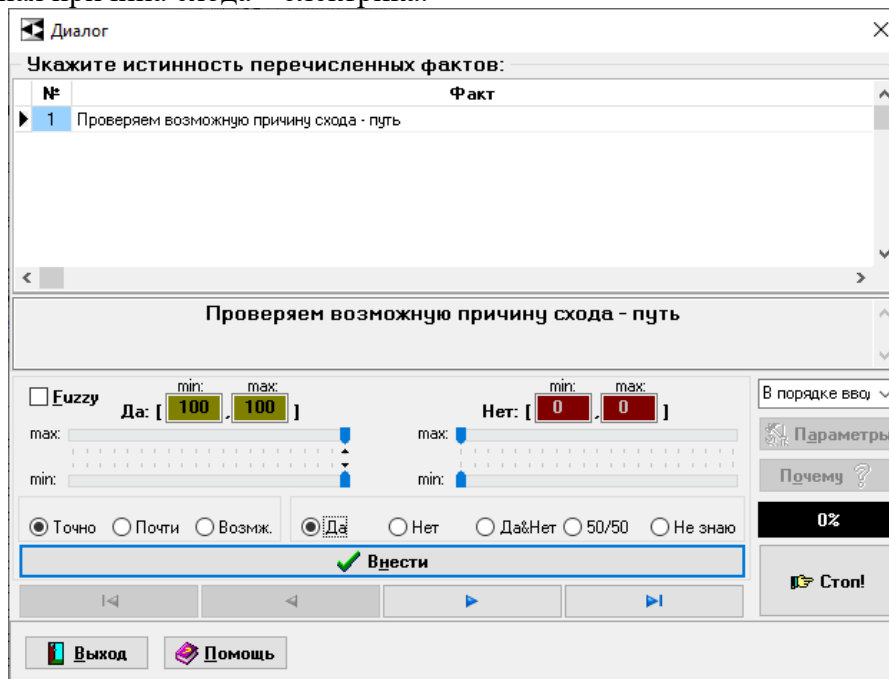 Диалог
Укажите истинность перечисленных фактов:
№ Факт
1 Проверяем возможную причину схода - путь
Проверяем возможную причину схода - путь
Fuzzy Да: [ min: 100 , max: 100 ] Нет: [ min: 0 , max: 0 ] В порядке ввод
max: max: Параметры
min: min: Почему ?
Точно Почти Возмж. Да Нет Да&Нет 50/50 Не знаю 0%
Внести
Стоп!
Выход Помощь